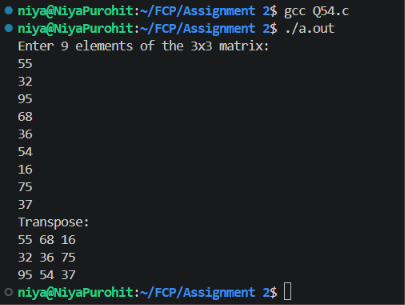 niya@NiyaPurohit:~/FCP/Assignment 2$ gcc Q54.c
niya@NiyaPurohit:~/FCP/Assignment 2$ ./a.out
Enter 9 elements of the 3x3 matrix:
55
32
95
68
36
54
16
75
37
Transpose:
55 68 16
32 36 75
95 54 37
niya@NiyaPurohit:~/FCP/Assignment 2$